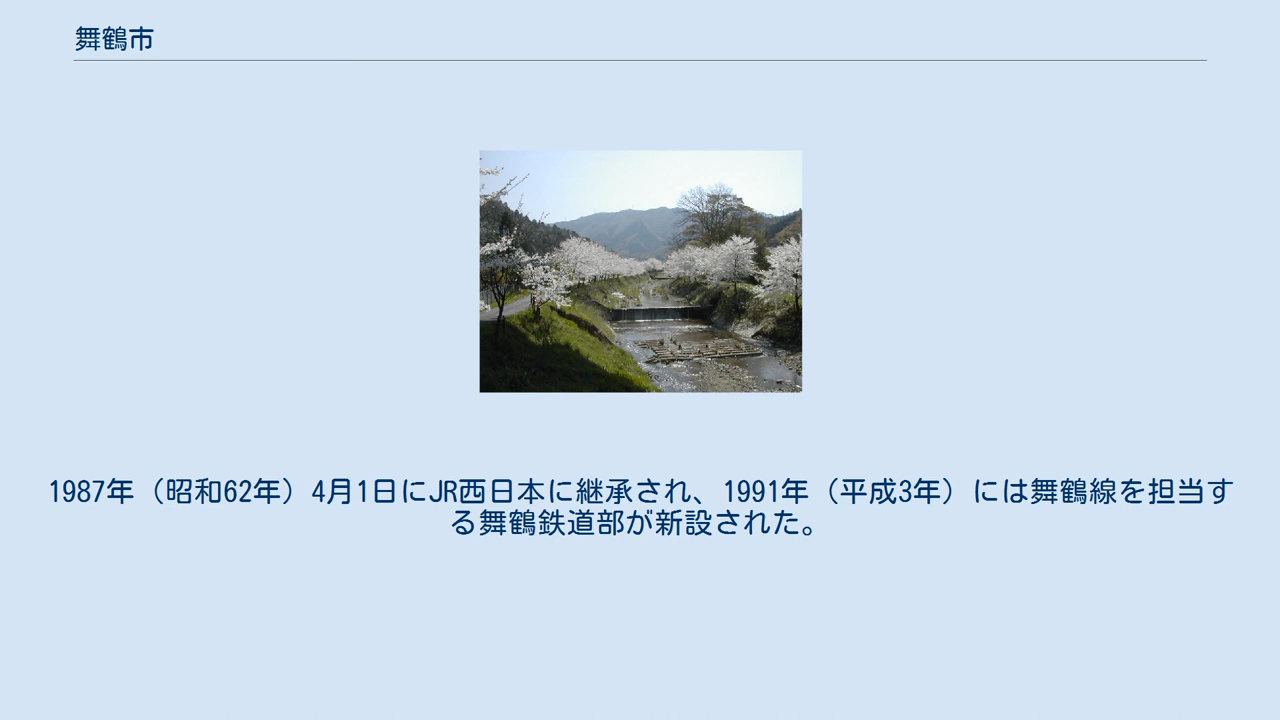 舞鶴市
1987年（昭和62年）4月1日にJR西日本に継承され、1991年（平成3年）には舞鶴線を担当す
る舞鶴鉄道部が新設された。